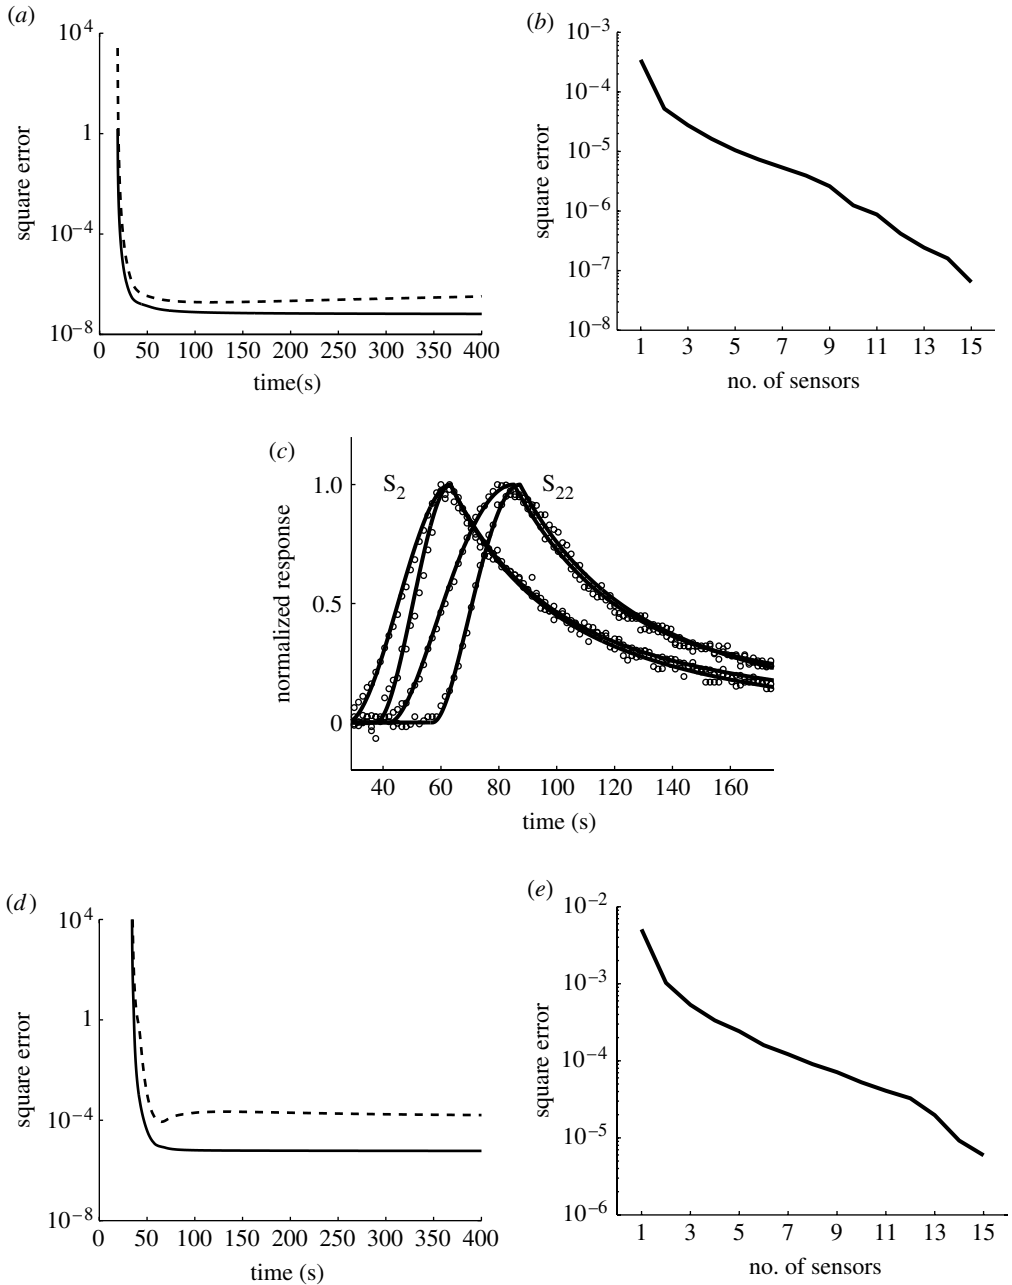 (a)
10⁴
1
10⁻⁴
10⁻⁸
square error
0 50 100 150 200 250 300 350 400
time(s)
(b)
10⁻³
10⁻⁴
10⁻⁵
10⁻⁶
10⁻⁷
10⁻⁸
square error
1 3 5 7 9 11 13 15
no. of sensors
(c)
S₂
S₂₂
1.0
0.5
0
normalized response
40 60 80 100 120 140 160
time (s)
(d)
10⁴
1
10⁻⁴
10⁻⁸
square error
0 50 100 150 200 250 300 350 400
time (s)
(e)
10⁻²
10⁻³
10⁻⁴
10⁻⁵
10⁻⁶
square error
1 3 5 7 9 11 13 15
no. of sensors